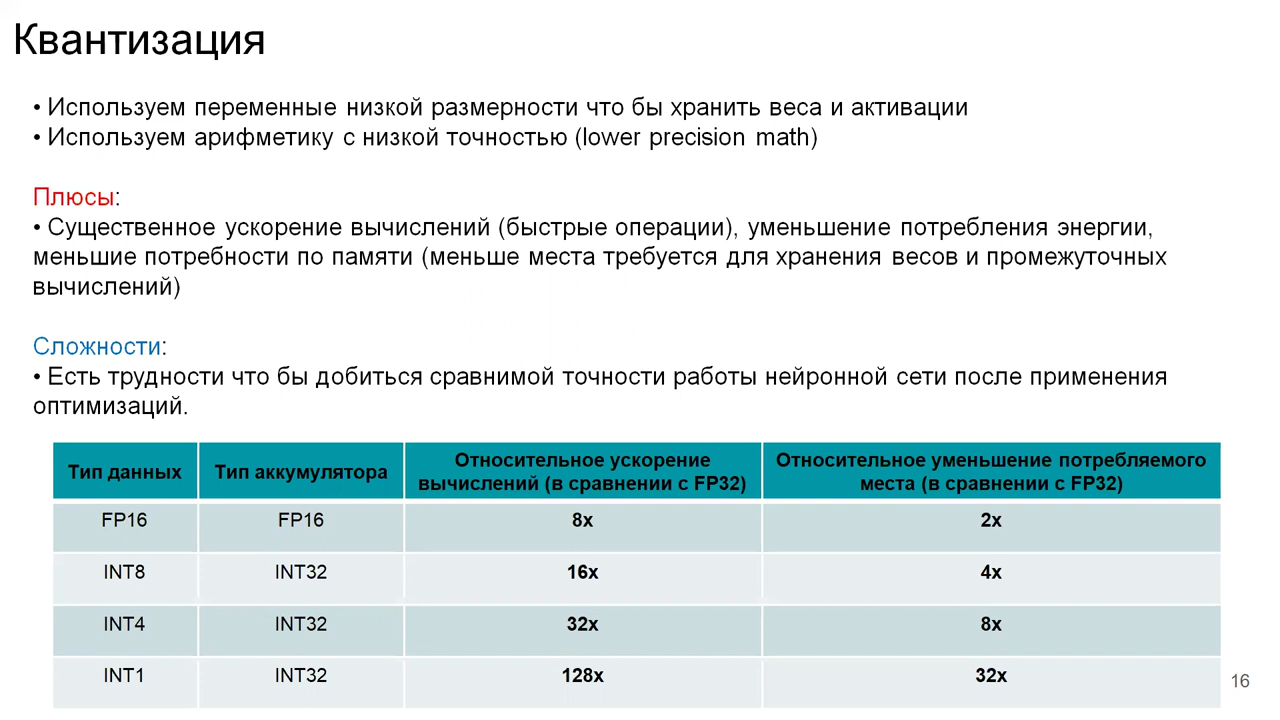 Квантизация
• Используем переменные низкой размерности что бы хранить веса и активации
• Используем арифметику с низкой точностью (lower precision math)
Плюсы:
• Существенное ускорение вычислений (быстрые операции), уменьшение потребления энергии,
меньшие потребности по памяти (меньше места требуется для хранения весов и промежуточных
вычислений)
Сложности:
• Есть трудности что бы добиться сравнимой точности работы нейронной сети после применения
оптимизаций.
Тип данных Тип аккумулятора Относительное ускорение вычислений (в сравнении с FP32) Относительное уменьшение потребляемого места (в сравнении с FP32)
FP16 FP16 8x 2x
INT8 INT32 16x 4x
INT4 INT32 32x 8x
INT1 INT32 128x 32x
16